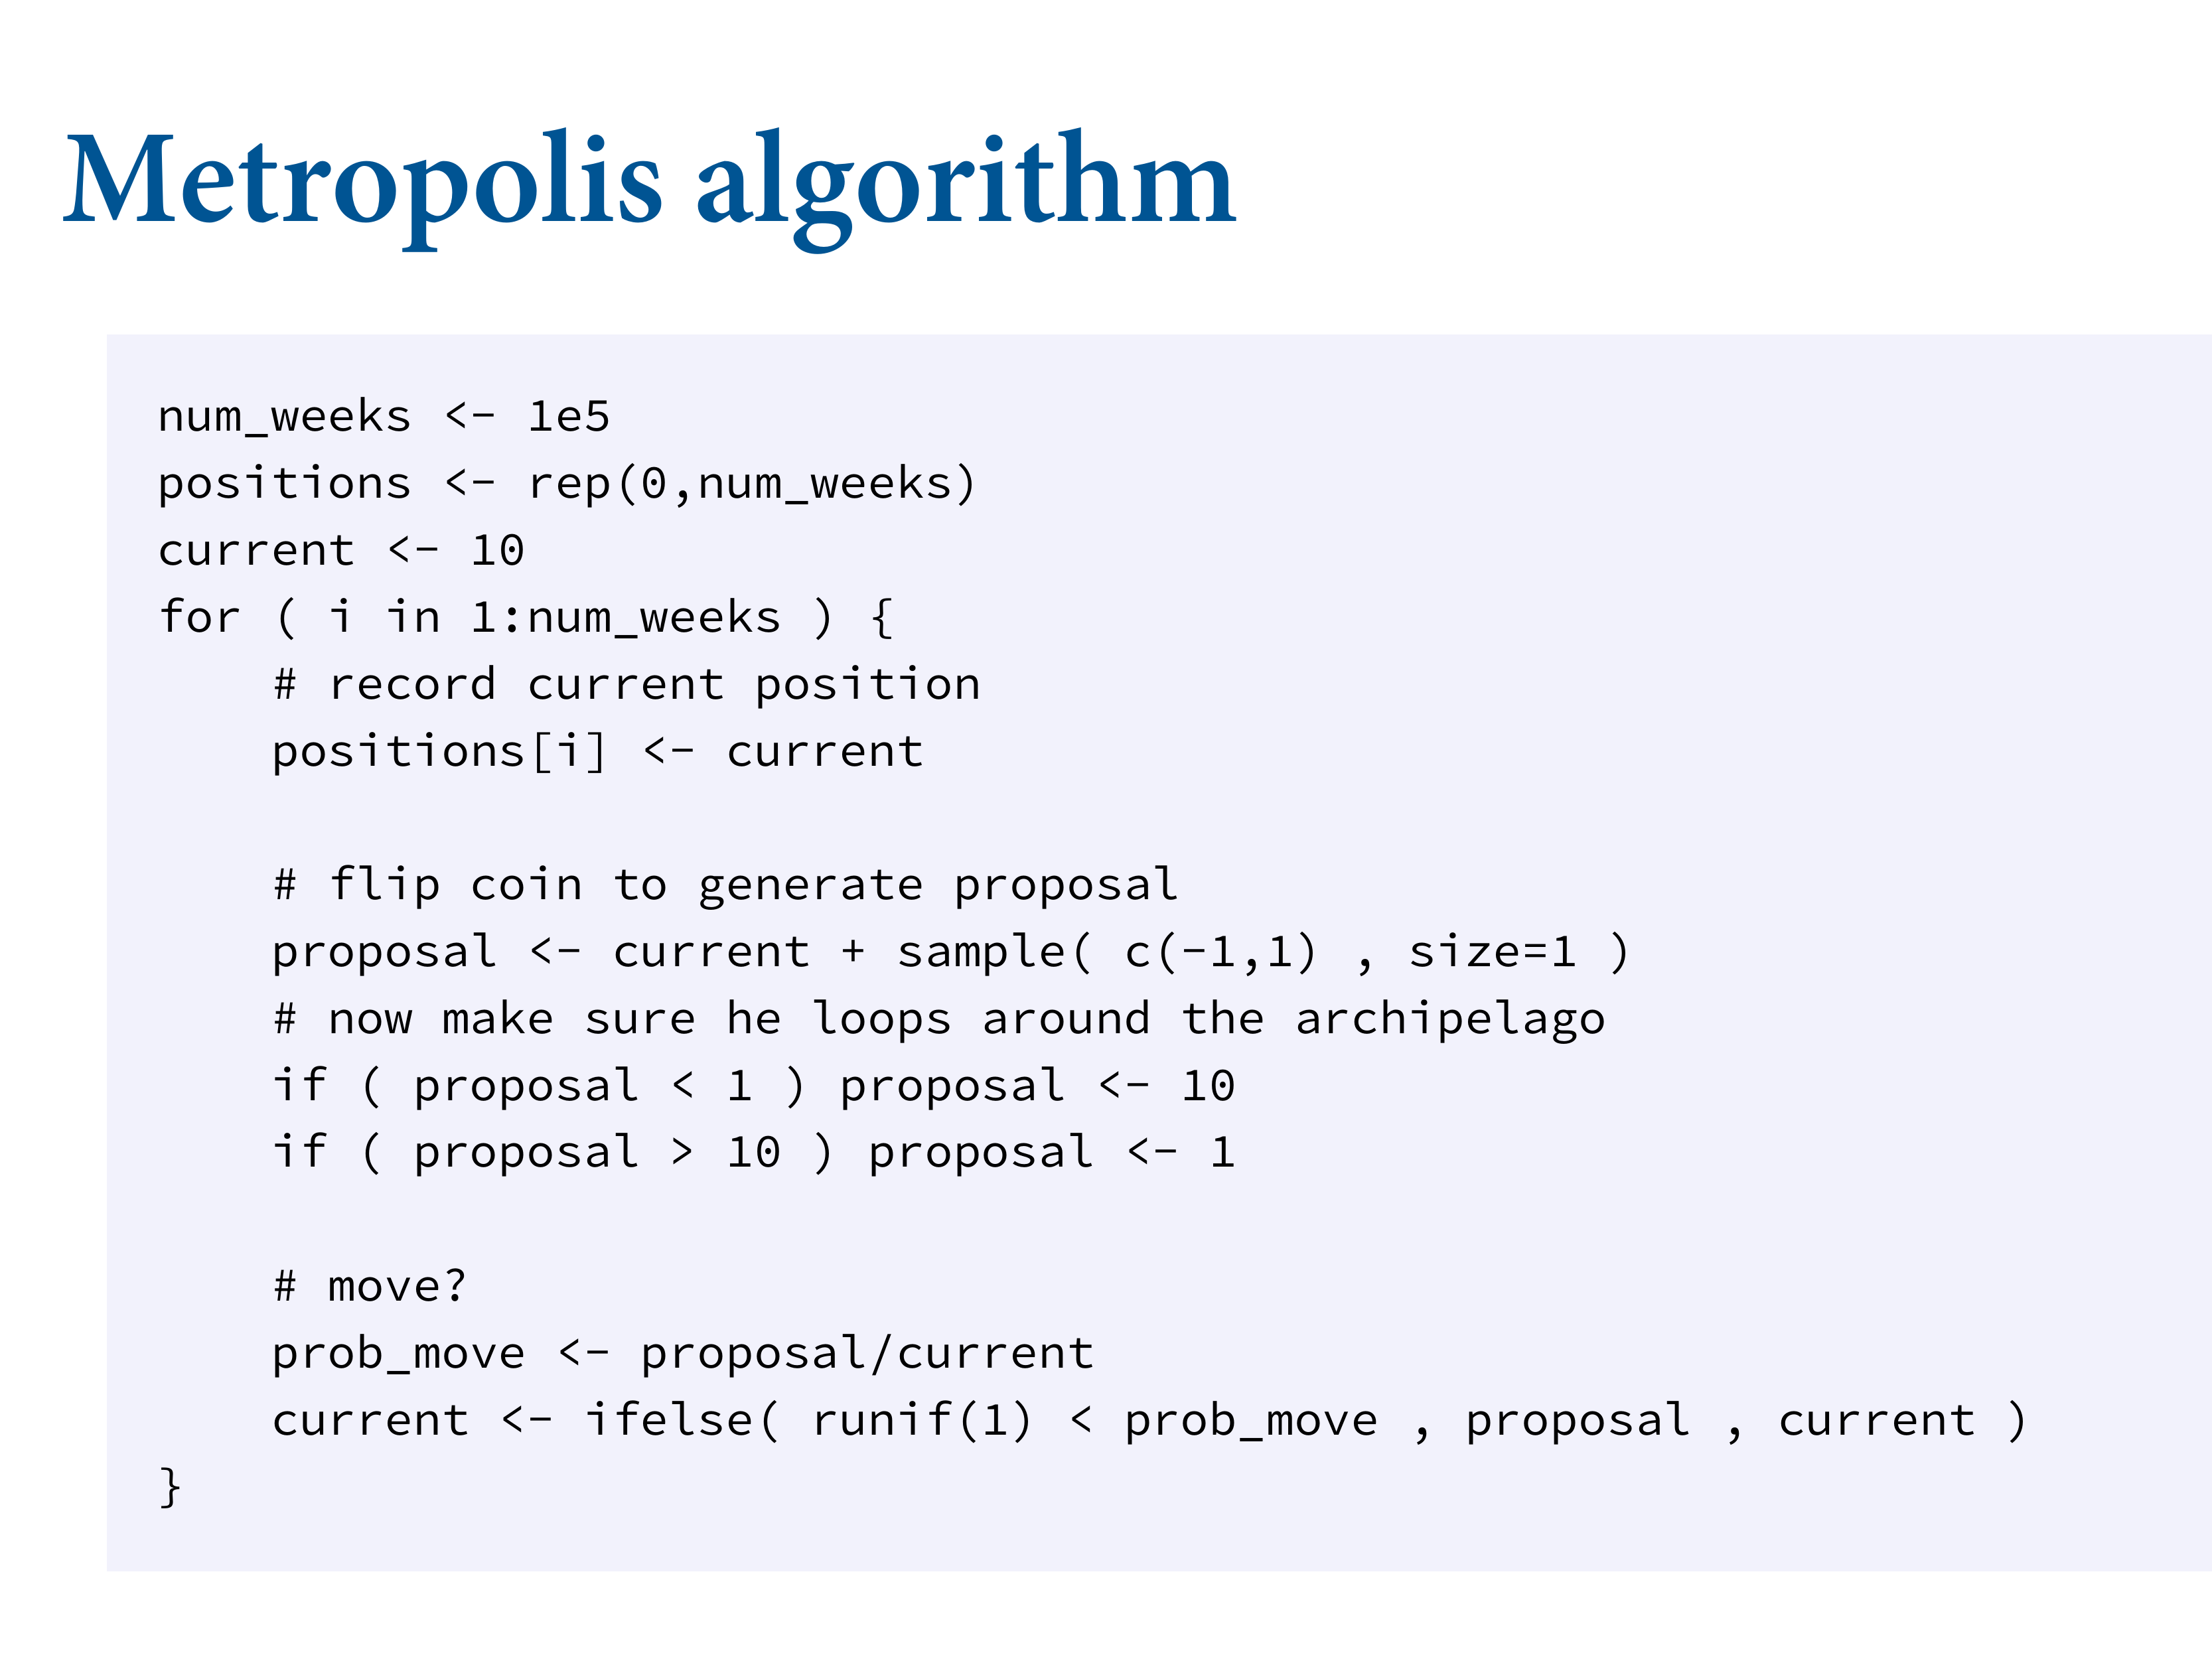 Metropolis algorithm
num_weeks <- 1e5
positions <- rep(0,num_weeks)
current <- 10
for ( i in 1:num_weeks ) {
    # record current position
    positions[i] <- current

    # flip coin to generate proposal
    proposal <- current + sample( c(-1,1) , size=1 )
    # now make sure he loops around the archipelago
    if ( proposal < 1 ) proposal <- 10
    if ( proposal > 10 ) proposal <- 1

    # move?
    prob_move <- proposal/current
    current <- ifelse( runif(1) < prob_move , proposal , current )
}